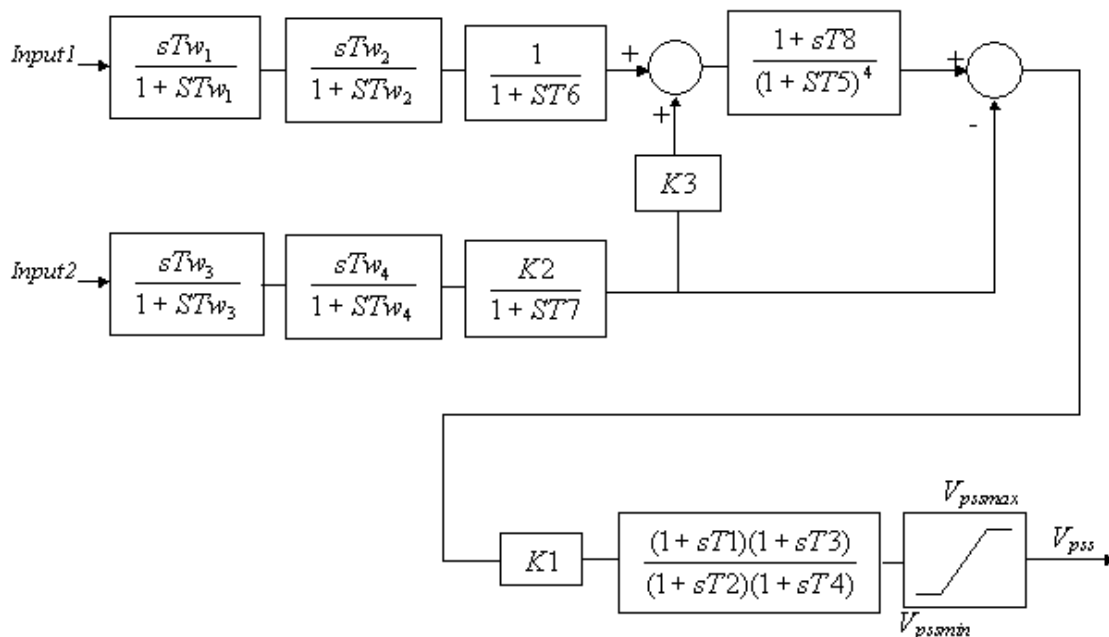 Input1
sTw₁
1 + STw₁
sTw₂
1 + STw₂
1
1 + ST6
+
+
1 + sT8
(1 + ST5)⁴
+
-
K3
Input2
sTw₃
1 + STw₃
sTw₄
1 + STw₄
K2
1 + ST7
K1
(1 + sT1)(1 + sT3)
(1 + sT2)(1 + sT4)
Vpssmax
Vpssmin
Vpss